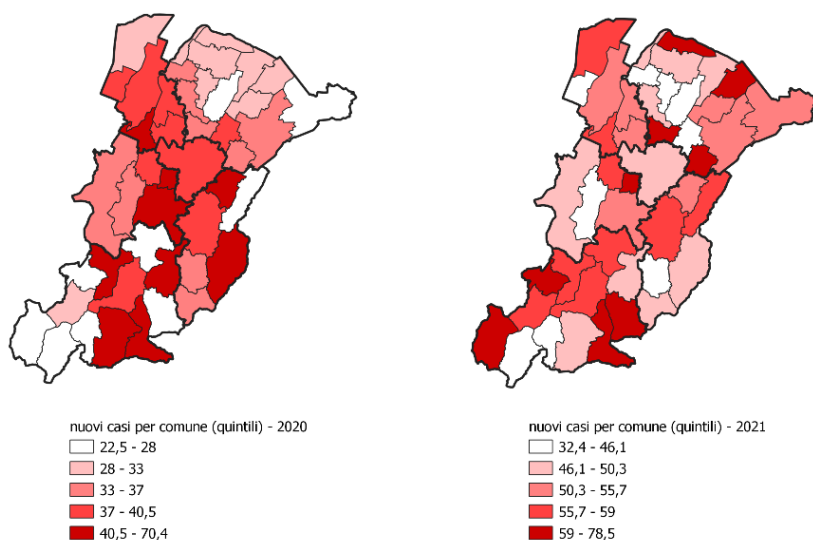 nuovi casi per comune (quintili) - 2020
22,5 - 28
28 - 33
33 - 37
37 - 40,5
40,5 - 70,4
nuovi casi per comune (quintili) - 2021
32,4 - 46,1
46,1 - 50,3
50,3 - 55,7
55,7 - 59
59 - 78,5